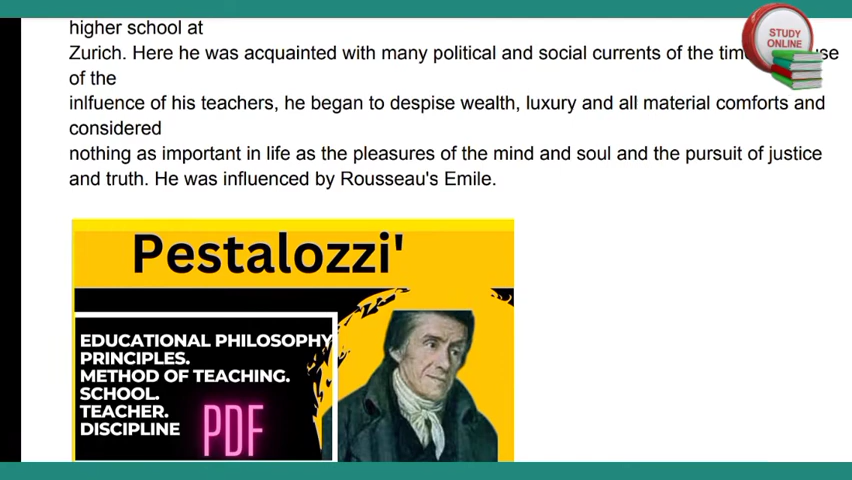 higher school at
Zurich. Here he was acquainted with many political and social currents of the
of the
inlfuence of his teachers, he began to despise wealth, luxury and all material comforts and
considered
nothing as important in life as the pleasures of the mind and soul and the pursuit of justice
and truth. He was influenced by Rousseau's Emile.
STUDY
ONLINE
Pestalozzi'
EDUCATIONAL PHILOSOPHY
PRINCIPLES.
METHOD OF TEACHING.
SCHOOL.
TEACHER.
DISCIPLINE
PDF